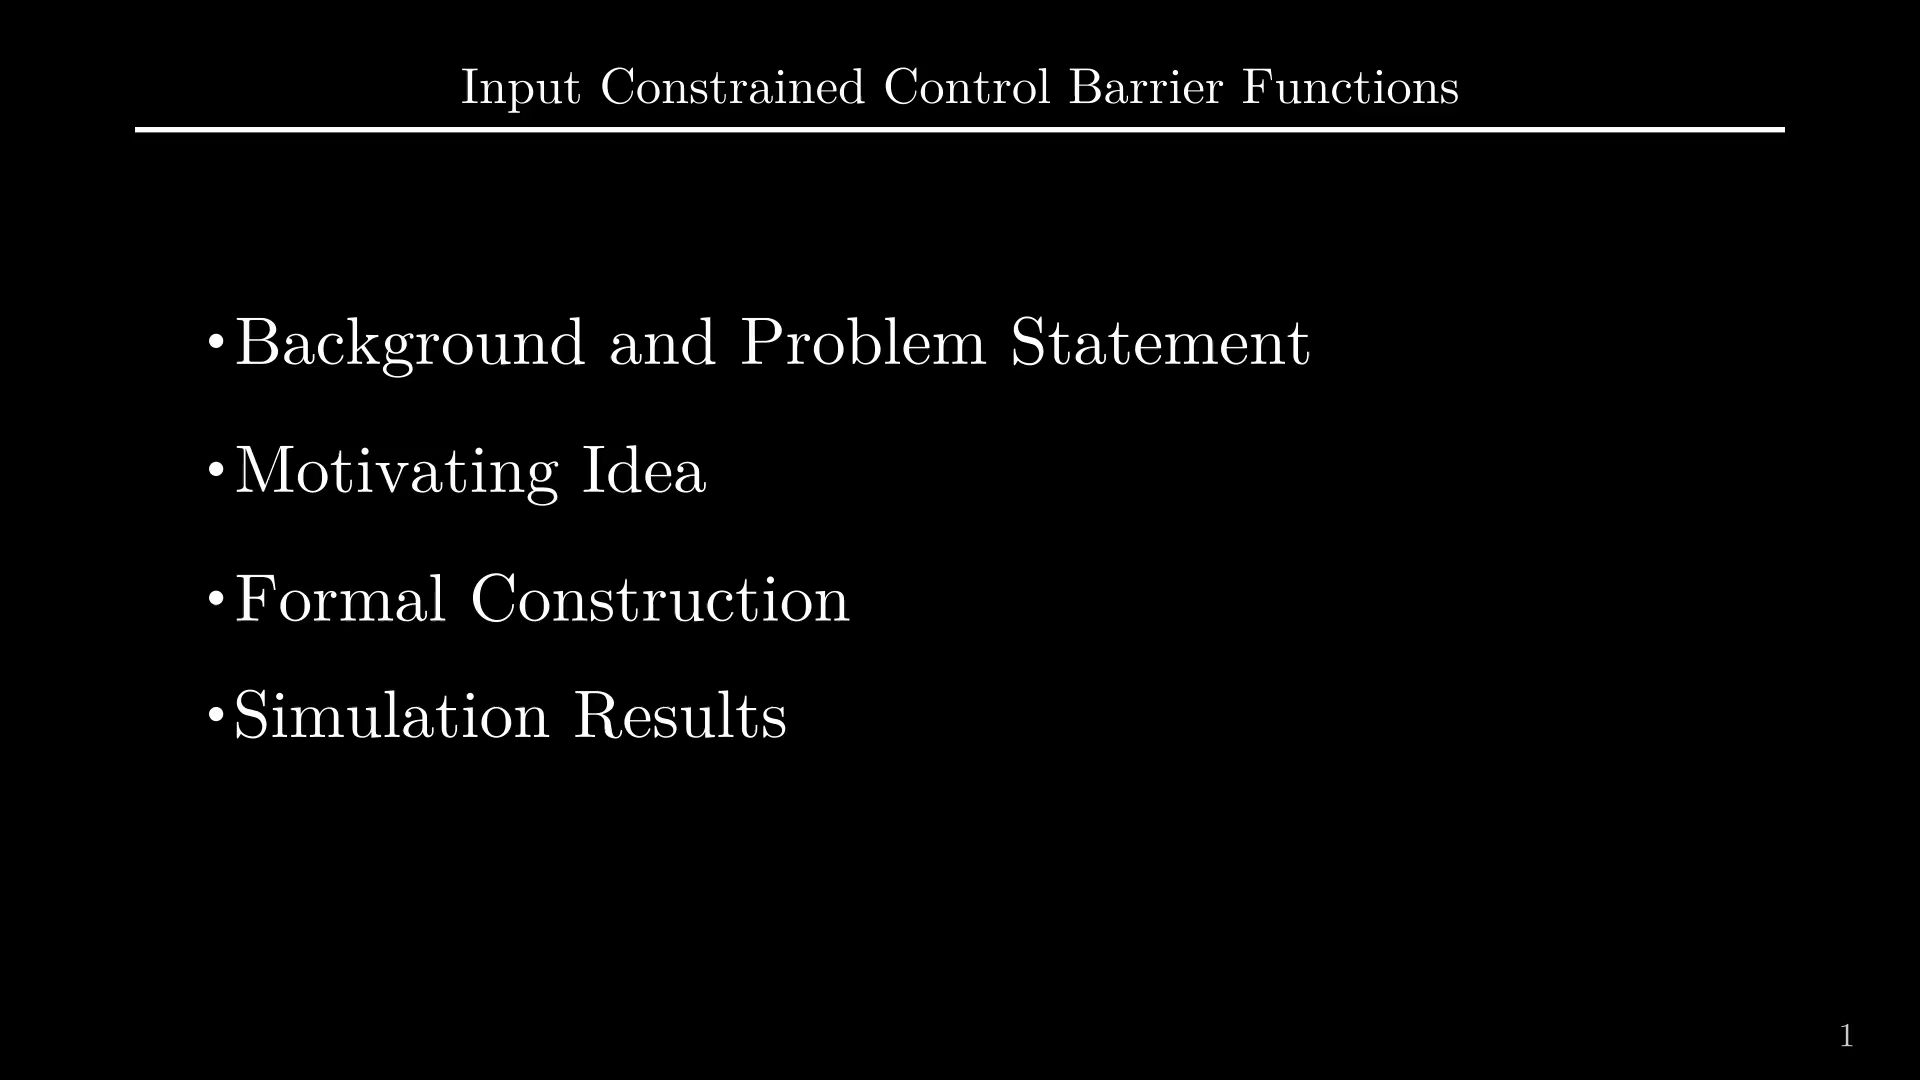 Input Constrained Control Barrier Functions
•Background and Problem Statement
•Motivating Idea
•Formal Construction
•Simulation Results
1